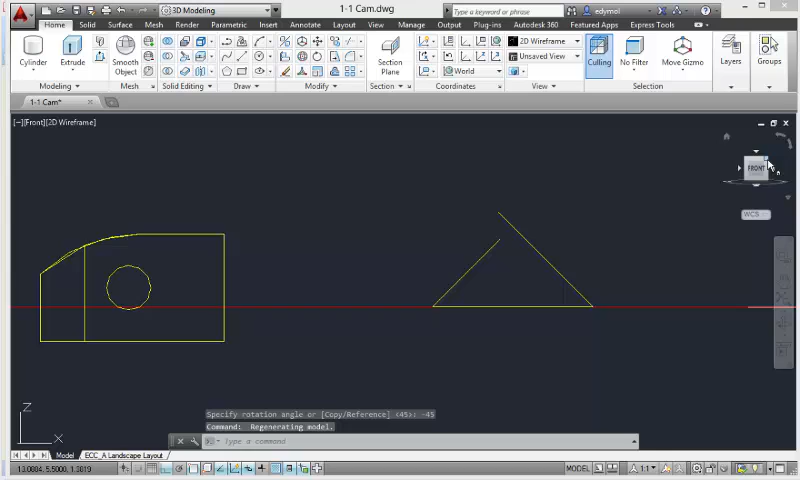 3D Modeling
1-1 Cam.dwg
Type a keyword or phrase
edymol
Home Solid Surface Mesh Render Parametric Insert Annotate Layout View Manage Output Plug-ins Autodesk 360 Featured Apps Express Tools
Cylinder Extrude Smooth Object Section Plane 2D Wireframe Unsaved View World Culling No Filter Move Gizmo Layers Groups
Modeling Mesh Solid Editing Draw Modify Section Coordinates View Selection
1-1 Cam*
[−][Front][2D Wireframe]
FRONT
WCS
Z
X
Specify rotation angle or [Copy/Reference] <45>: -45
Command: Regenerating model.
Type a command
Model ECC_A Landscape Layout
13.0804, 5.5000, 1.3819 MODEL 1:1